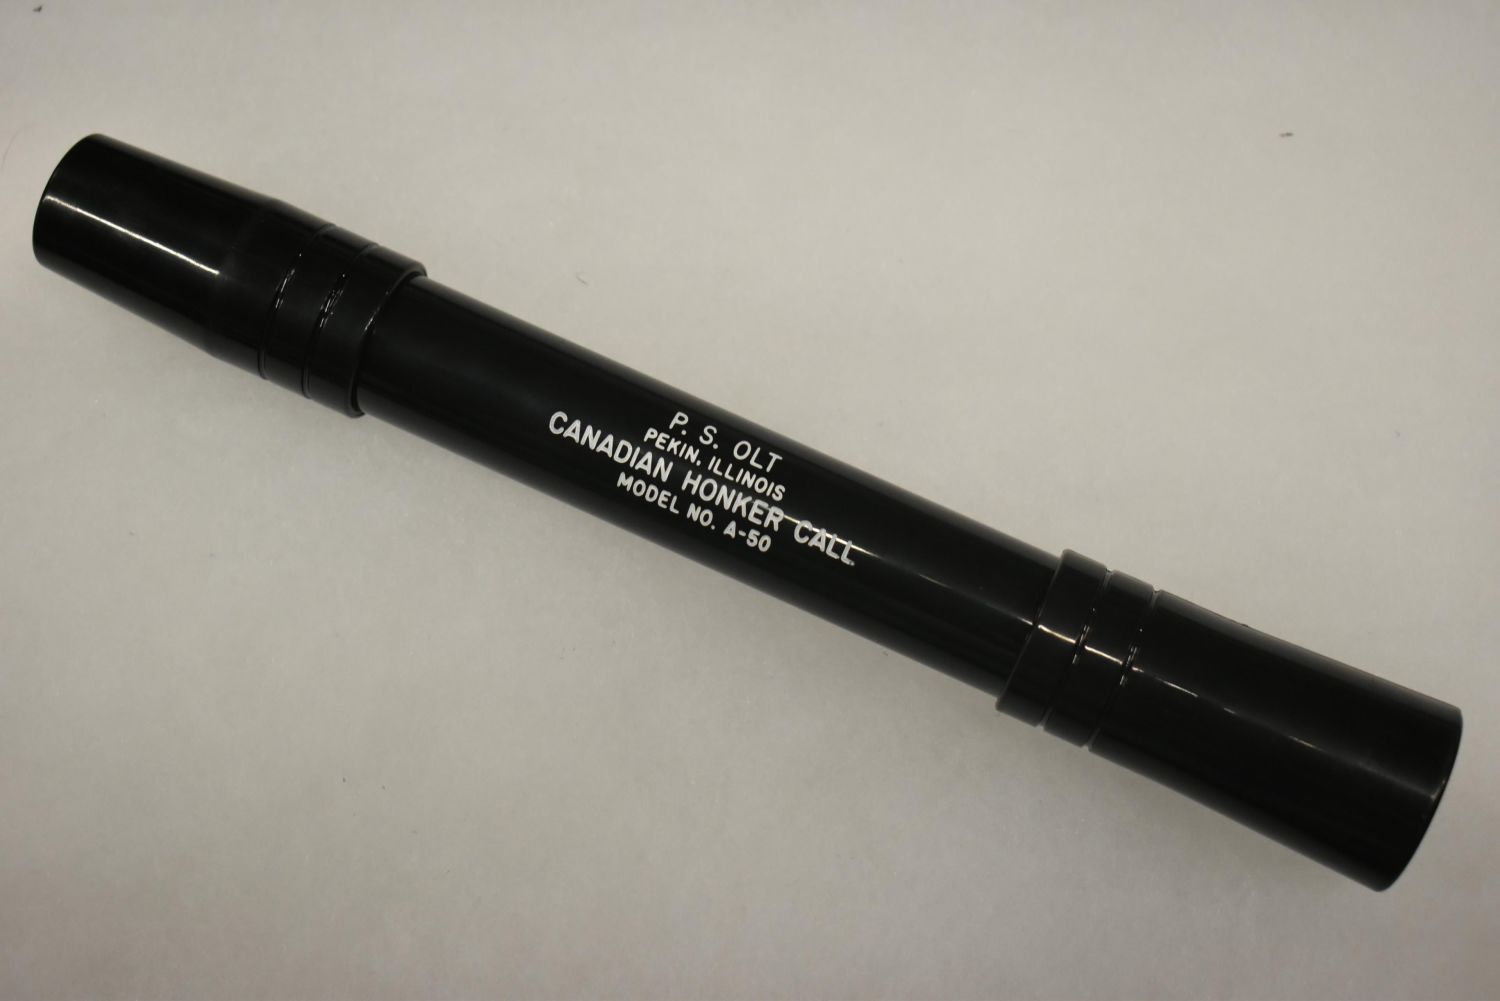 P. S. OLT
PEKIN, ILLINOIS
CANADIAN HONKER CALL
MODEL NO. A-50